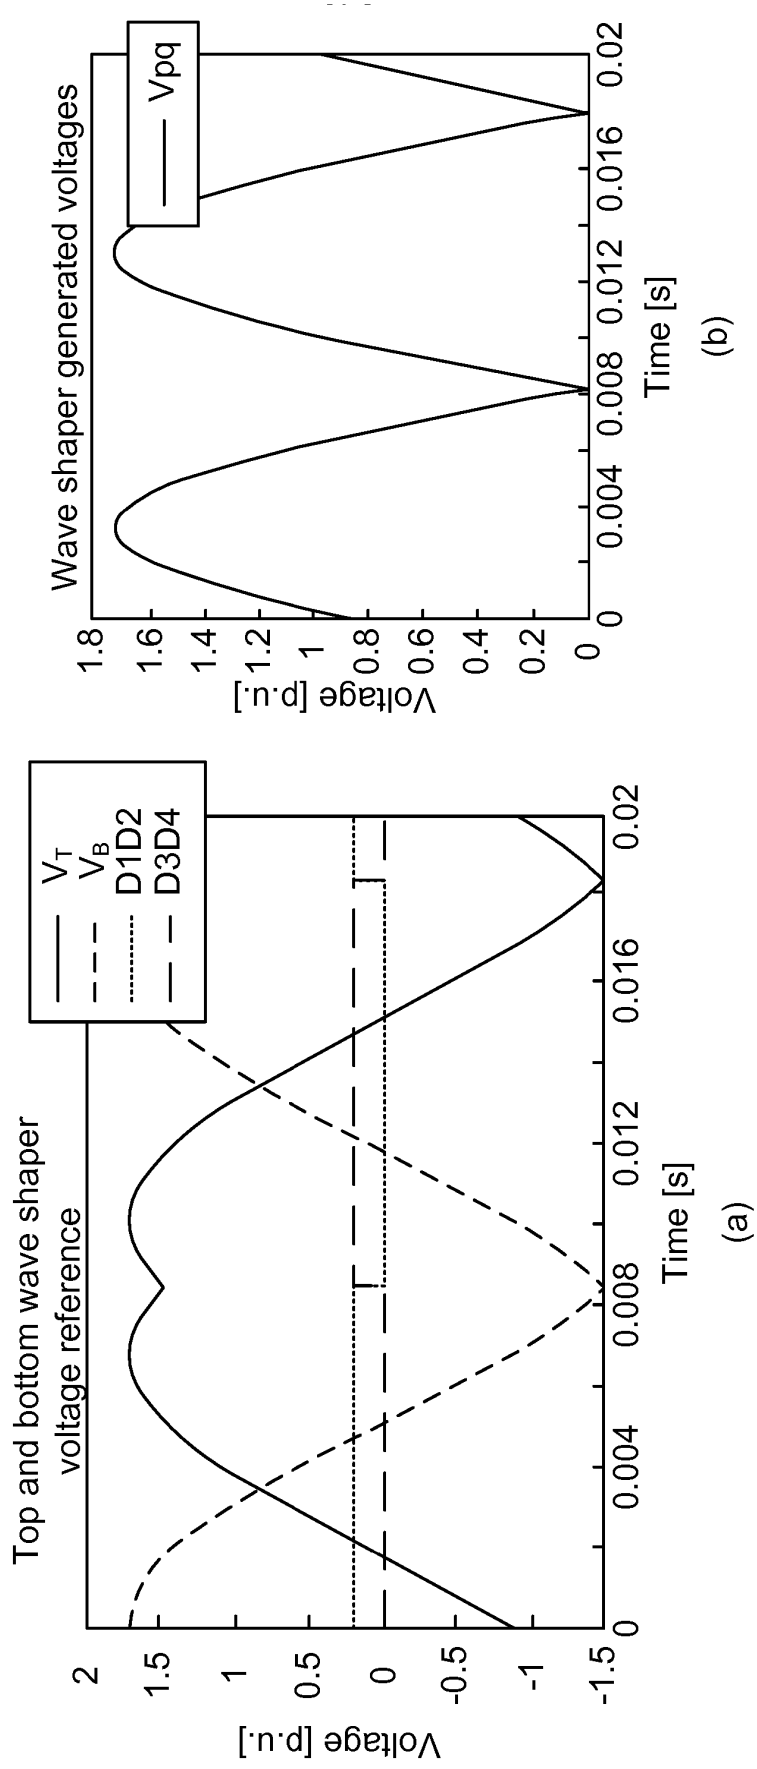 Top and bottom wave shaper
voltage reference
V_T
V_B
D1D2
D3D4
Voltage [p.u.]
2
1.5
1
0.5
0
-0.5
-1
-1.5
0
0.004
0.008
0.012
0.016
0.02
Time [s]
(a)
Wave shaper generated voltages
Vpq
Voltage [p.u.]
1.8
1.6
1.4
1.2
1
0.8
0.6
0.4
0.2
0
0
0.004
0.008
0.012
0.016
0.02
Time [s]
(b)